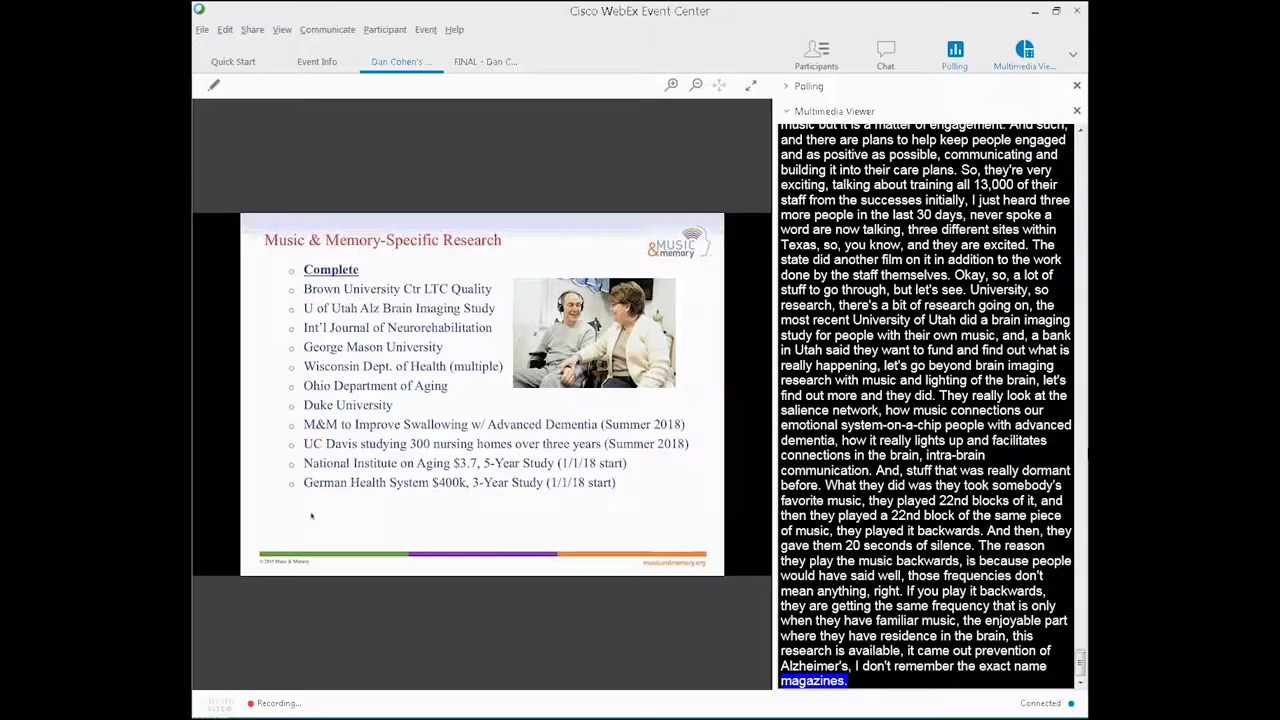 Cisco WebEx Event Center
File Edit Share View Communicate Participant Event Help
Quick Start Event Info Dan Cohen's ... FINAL - Dan C...
Participants Chat Polling Multimedia Vie...
Polling
Multimedia Viewer
Music & Memory-Specific Research
MUSIC
&memory
Complete
Brown University Ctr LTC Quality
U of Utah Alz Brain Imaging Study
Int'l Journal of Neurorehabilitation
George Mason University
Wisconsin Dept. of Health (multiple)
Ohio Department of Aging
Duke University
M&M to Improve Swallowing w/ Advanced Dementia (Summer 2018)
UC Davis studying 300 nursing homes over three years (Summer 2018)
National Institute on Aging $3.7, 5-Year Study (1/1/18 start)
German Health System $400k, 3-Year Study (1/1/18 start)
© 2015 Music & Memory
musicandmemory.org
music but it is a matter of engagement. And such,
and there are plans to help keep people engaged
and as positive as possible, communicating and
building it into their care plans. So, they're very
exciting, talking about training all 13,000 of their
staff from the successes initially, I just heard three
more people in the last 30 days, never spoke a
word are now talking, three different sites within
Texas, so, you know, and they are excited. The
state did another film on it in addition to the work
done by the staff themselves. Okay, so, a lot of
stuff to go through, but let's see. University, so
research, there's a bit of research going on, the
most recent University of Utah did a brain imaging
study for people with their own music, and, a bank
in Utah said they want to fund and find out what is
really happening, let's go beyond brain imaging
research with music and lighting of the brain, let's
find out more and they did. They really look at the
salience network, how music connections our
emotional system-on-a-chip people with advanced
dementia, how it really lights up and facilitates
connections in the brain, intra-brain
communication. And, stuff that was really dormant
before. What they did was they took somebody's
favorite music, they played 22nd blocks of it, and
then they played a 22nd block of the same piece
of music, they played it backwards. And then, they
gave them 20 seconds of silence. The reason
they play the music backwards, is because people
would have said well, those frequencies don't
mean anything, right. If you play it backwards,
they are getting the same frequency that is only
when they have familiar music, the enjoyable part
where they have residence in the brain, this
research is available, it came out prevention of
Alzheimer's, I don't remember the exact name
magazines.
Recording...
Connected